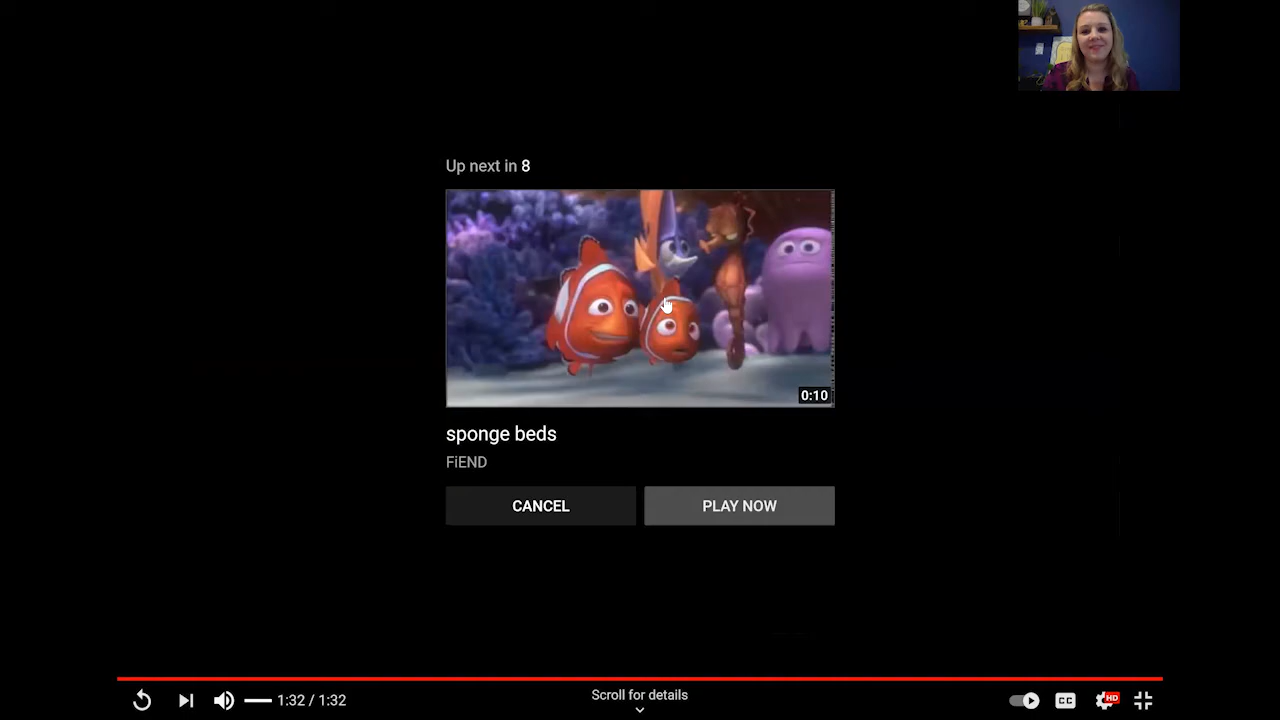 Up next in 8
0:10
sponge beds
FiEND
CANCEL
PLAY NOW
1:32 / 1:32
Scroll for details
CC
HD